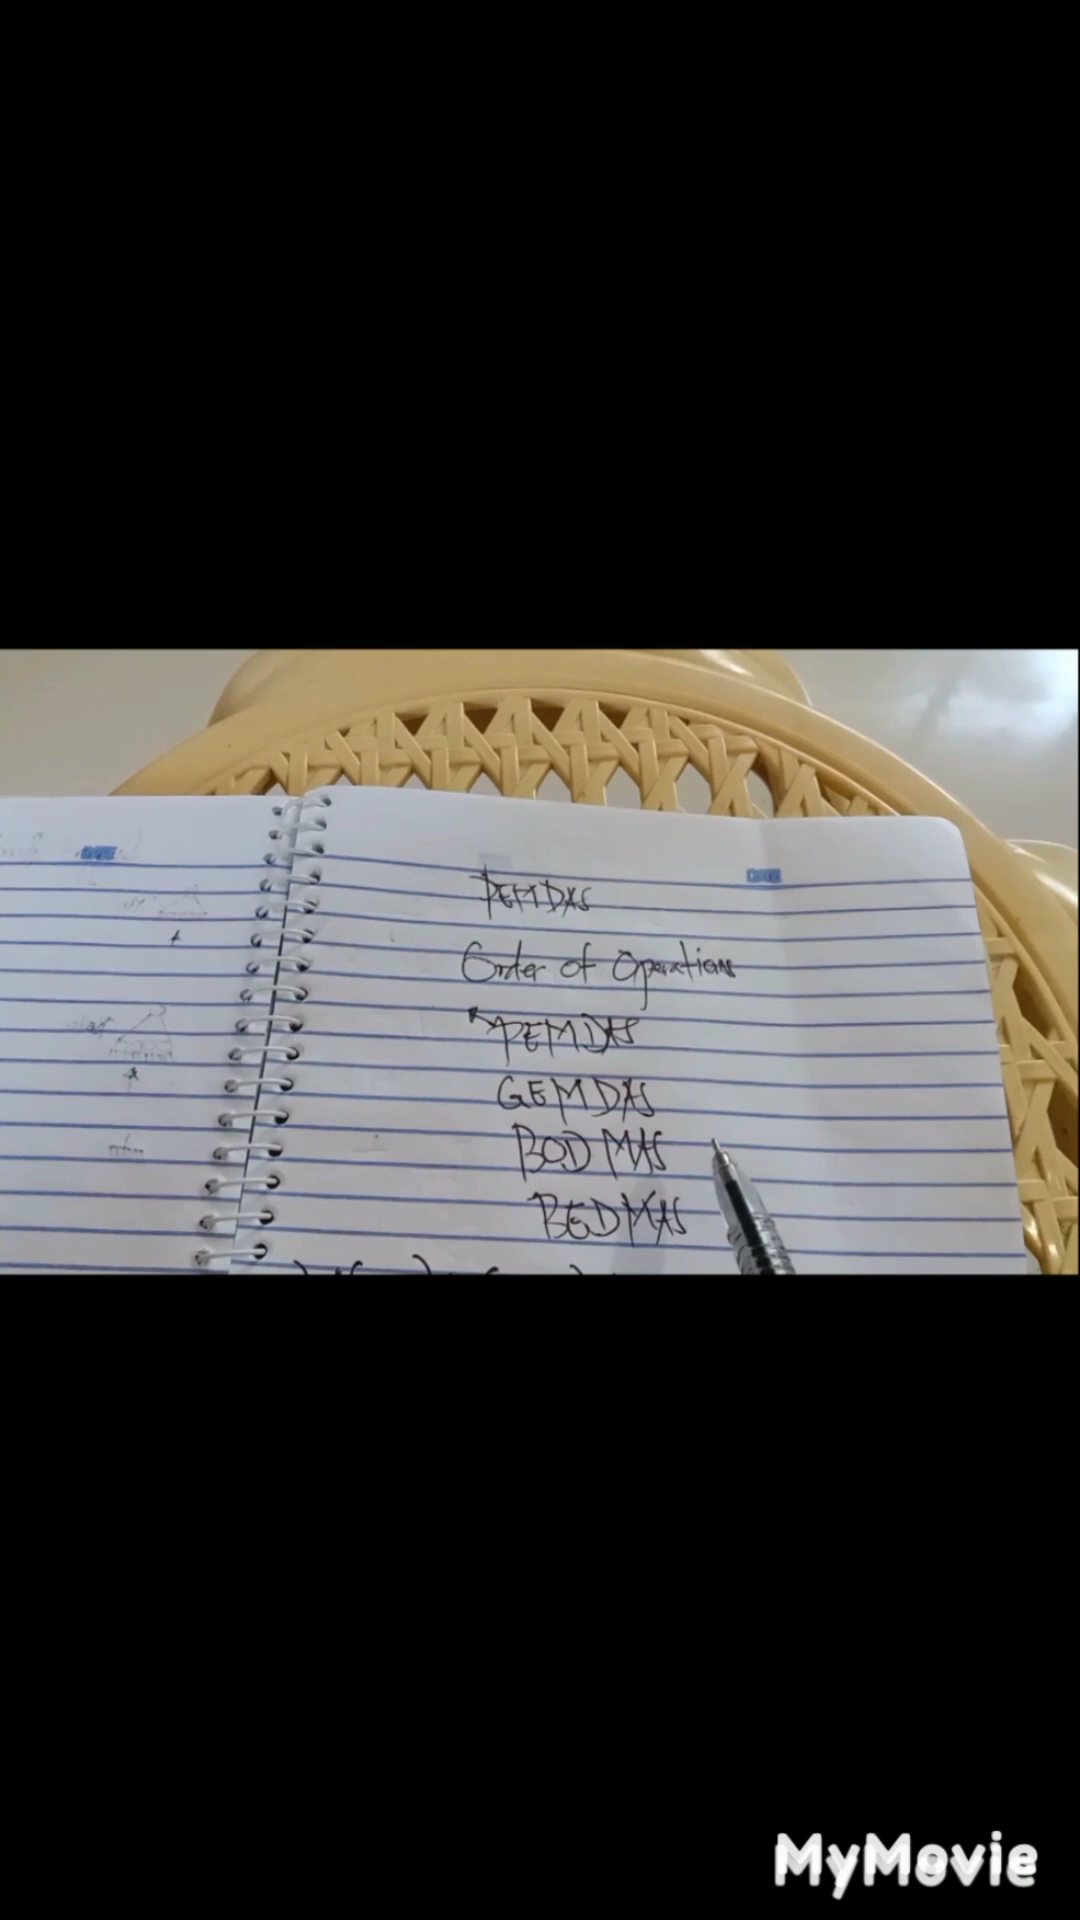 PEMDAS
Order of Operations
PEMDAS
GEMDAS
BODMAS
BEDMAS
MyMovie